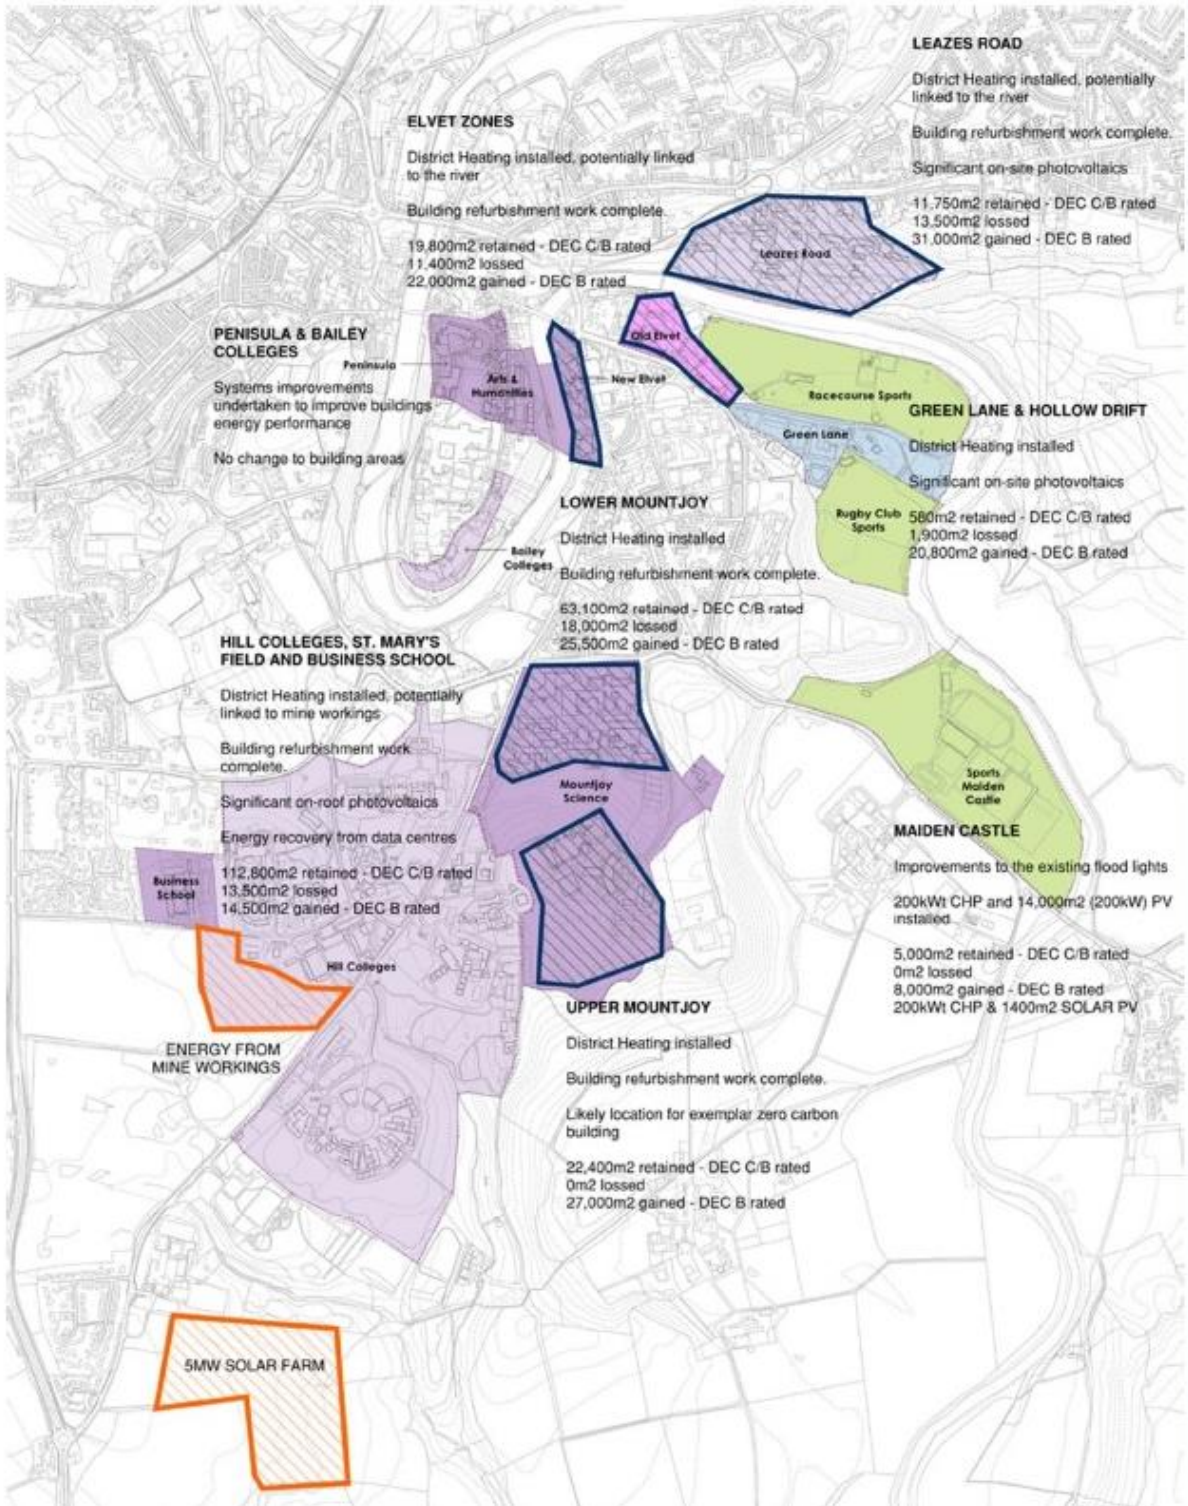 LEAZES ROAD
District Heating installed, potentially
linked to the river
Building refurbishment work complete.
Significant on-site photovoltaics
11,750m2 retained - DEC C/B rated
13,500m2 lossed
31,000m2 gained - DEC B rated
ELVET ZONES
District Heating installed, potentially linked
to the river
Building refurbishment work complete.
19,800m2 retained - DEC C/B rated
11,400m2 lossed
22,000m2 gained - DEC B rated
Leazes Road
PENISULA & BAILEY
COLLEGES
Systems improvements
undertaken to improve buildings
energy performance
No change to building areas
Peninsula
Arts &
Humanities
New Elvet
Old Elvet
Racecourse Sports
Green Lane
Rugby Club
Sports
Bailey
Colleges
GREEN LANE & HOLLOW DRIFT
District Heating installed
Significant on-site photovoltaics
580m2 retained - DEC C/B rated
1,900m2 lossed
20,800m2 gained - DEC B rated
LOWER MOUNTJOY
District Heating installed
Building refurbishment work complete.
63,100m2 retained - DEC C/B rated
18,000m2 lossed
25,500m2 gained - DEC B rated
HILL COLLEGES, ST. MARY'S
FIELD AND BUSINESS SCHOOL
District Heating installed, potentially
linked to mine workings
Building refurbishment work
complete.
Significant on-roof photovoltaics
Energy recovery from data centres
112,800m2 retained - DEC C/B rated
13,500m2 lossed
14,500m2 gained - DEC B rated
Mountjoy
Science
Business
School
Hill Colleges
Sports
Maiden
Castle
MAIDEN CASTLE
Improvements to the existing flood lights
200kWt CHP and 14,000m2 (200kW) PV
installed
5,000m2 retained - DEC C/B rated
0m2 lossed
8,000m2 gained - DEC B rated
200kWt CHP & 1400m2 SOLAR PV
ENERGY FROM
MINE WORKINGS
UPPER MOUNTJOY
District Heating installed
Building refurbishment work complete.
Likely location for exemplar zero carbon
building
22,400m2 retained - DEC C/B rated
0m2 lossed
27,000m2 gained - DEC B rated
5MW SOLAR FARM